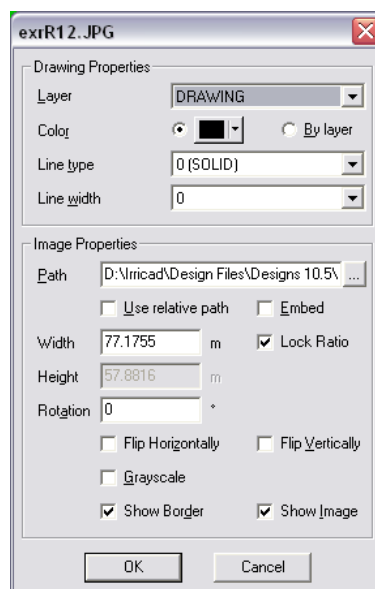 exrR12.JPG
Drawing Properties
Layer DRAWING
Color By layer
Line type 0 (SOLID)
Line width 0
Image Properties
Path D:\Irricad\Design Files\Designs 10.5\ ...
Use relative path Embed
Width 77.1755 m Lock Ratio
Height 57.8816 m
Rotation 0 °
Flip Horizontally Flip Vertically
Grayscale
Show Border Show Image
OK Cancel